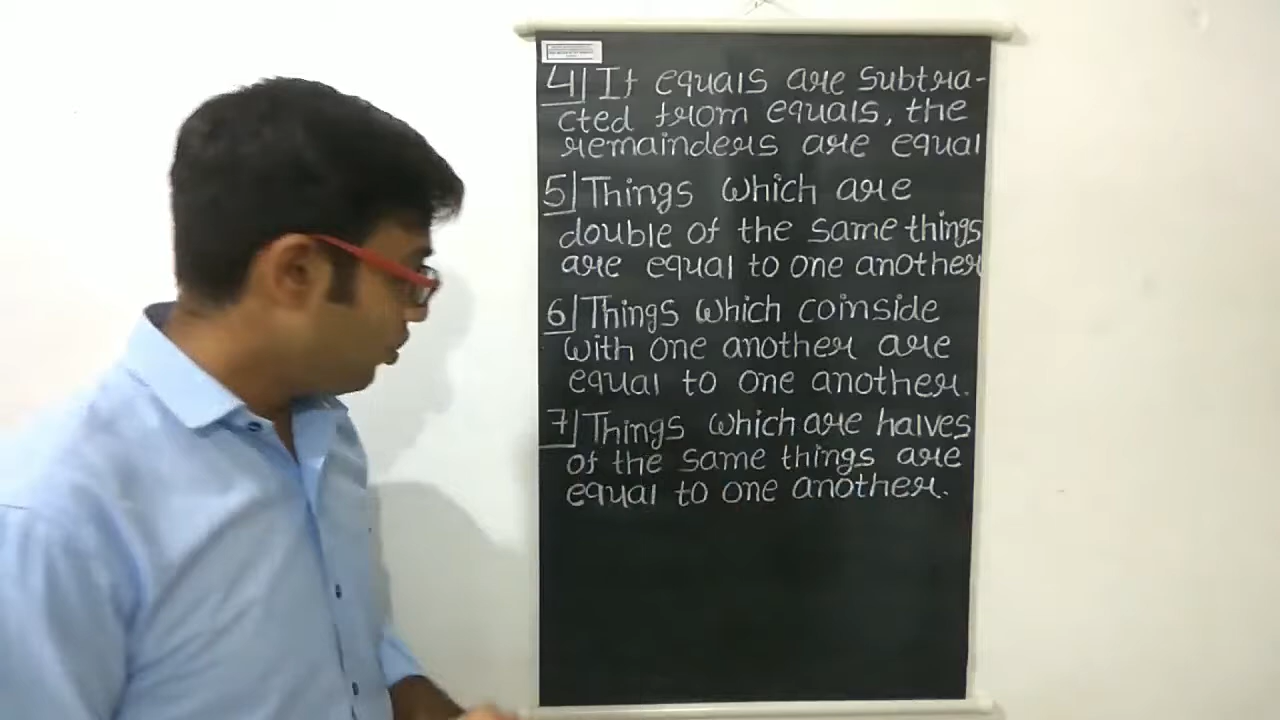 4| If equals are subtra-
cted from equals, the
remainders are equal
5| Things which are
double of the same things
are equal to one another
6| Things which coinside
with one another are
equal to one another.
7| Things which are halves
of the same things are
equal to one another.